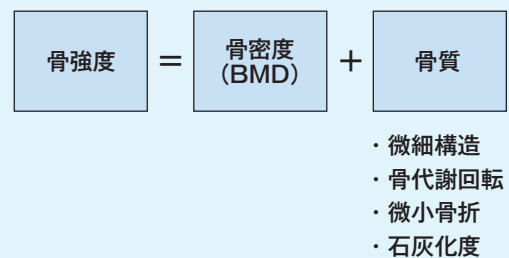 骨強度 = 骨密度 + 骨質
(BMD)
・微細構造
・骨代謝回転
・微小骨折
・石灰化度